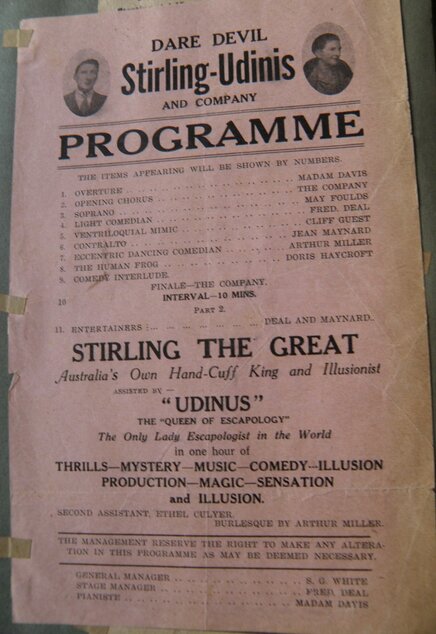 DARE DEVIL
Stirling-Udinis
AND COMPANY
PROGRAMME
THE ITEMS APPEARING WILL BE SHOWN BY NUMBERS.
1. OVERTURE ... MADAM DAVIS
2. OPENING CHORUS ... THE COMPANY
3. SOPRANO ... MAY FOULDS
4. LIGHT COMEDIAN ... FRED. DEAL
5. VENTRILOQUIAL MIMIC ... CLIFF GUEST
6. CONTRALTO ... JEAN MAYNARD
7. ECCENTRIC DANCING COMEDIAN ... ARTHUR MILLER
8. THE HUMAN FROG ... DORIS HAYCROFT
9. COMEDY INTERLUDE.
FINALE—THE COMPANY.
10 INTERVAL—10 MINS.
PART 2.
11. ENTERTAINERS ... DEAL AND MAYNARD..
STIRLING THE GREAT
Australia's Own Hand-Cuff King and Illusionist
ASSISTED BY —
"UDINUS"
THE "QUEEN OF ESCAPOLOGY"
The Only Lady Escapologist in the World
in one hour of
THRILLS—MYSTERY—MUSIC—COMEDY—ILLUSION
PRODUCTION—MAGIC—SENSATION
and ILLUSION.
SECOND ASSISTANT, ETHEL CULYER.
BURLESQUE BY ARTHUR MILLER.
THE MANAGEMENT RESERVE THE RIGHT TO MAKE ANY ALTERA-
TION IN THIS PROGRAMME AS MAY BE DEEMED NECESSARY.
GENERAL MANAGER ... S. G. WHITE
STAGE MANAGER ... FRED. DEAL
PIANISTE ... MADAM DAVIS